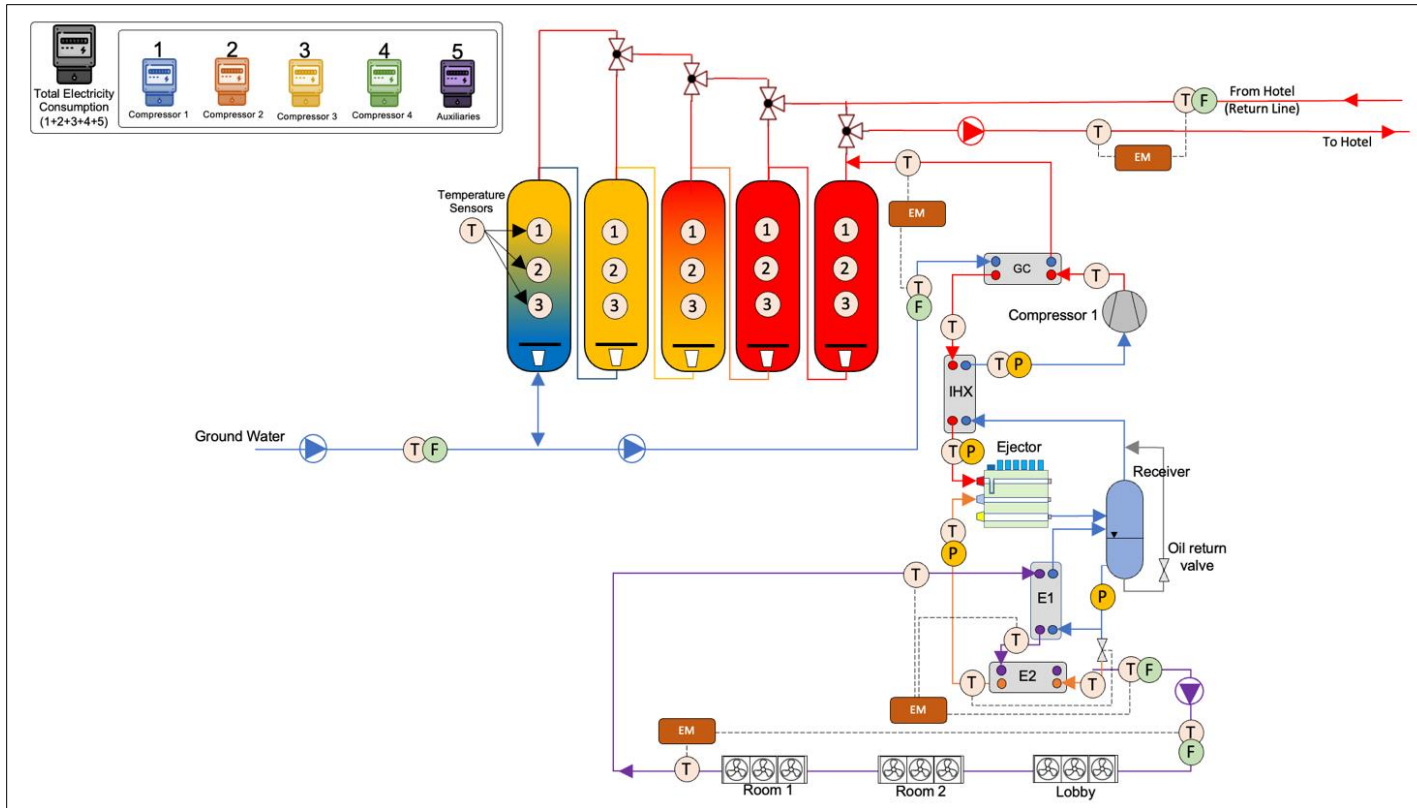 1
2
3
4
5
Total Electricity
Consumption
(1+2+3+4+5)
Compressor 1
Compressor 2
Compressor 3
Compressor 4
Auxiliaries
From Hotel
(Return Line)
T
F
To Hotel
T
EM
T
EM
Temperature
Sensors
T
1
2
3
1
2
3
1
2
3
1
2
3
1
2
3
GC
T
T
F
Compressor 1
T
T
P
IHX
Ground Water
T
F
T
P
Ejector
Receiver
T
P
Oil return
valve
T
P
E1
T
E2
T
T
T
F
EM
EM
T
F
T
Room 1
Room 2
Lobby